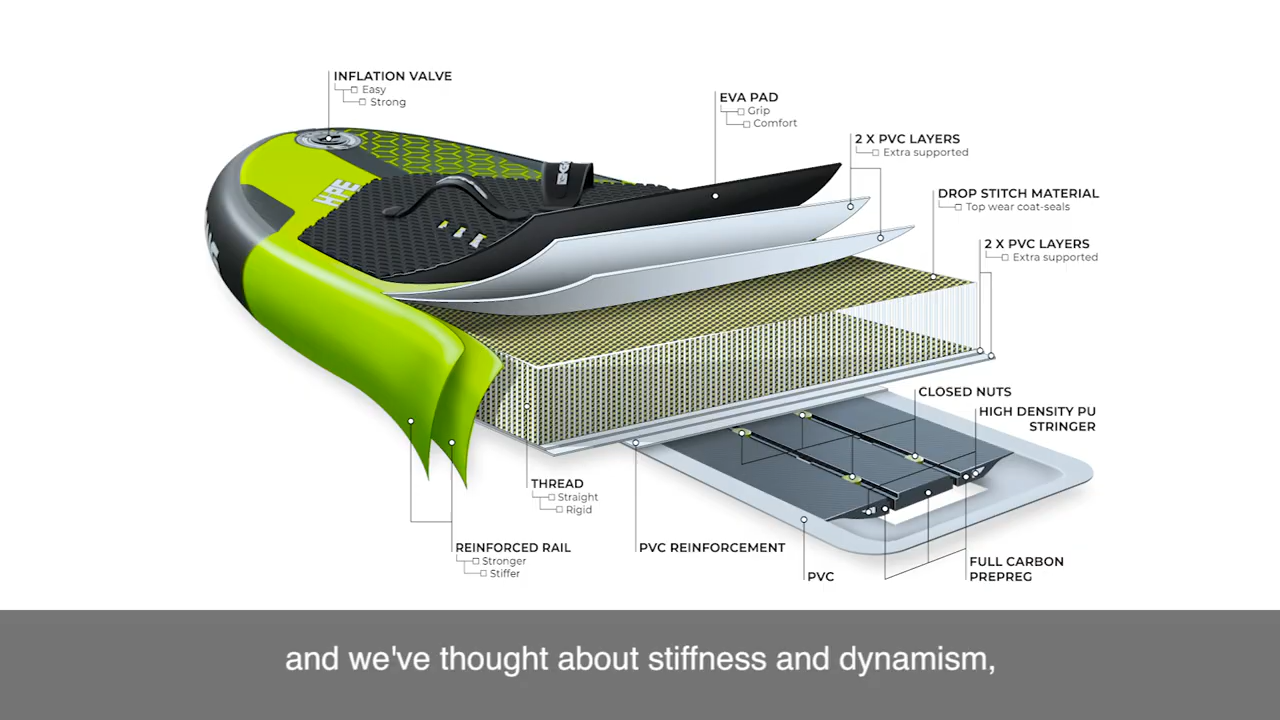 INFLATION VALVE
Easy
Strong
EVA PAD
Grip
Comfort
2 X PVC LAYERS
Extra supported
DROP STITCH MATERIAL
Top wear coat-seals
2 X PVC LAYERS
Extra supported
CLOSED NUTS
HIGH DENSITY PU
STRINGER
THREAD
Straight
Rigid
REINFORCED RAIL
Stronger
Stiffer
PVC REINFORCEMENT
PVC
FULL CARBON
PREPREG
and we've thought about stiffness and dynamism,